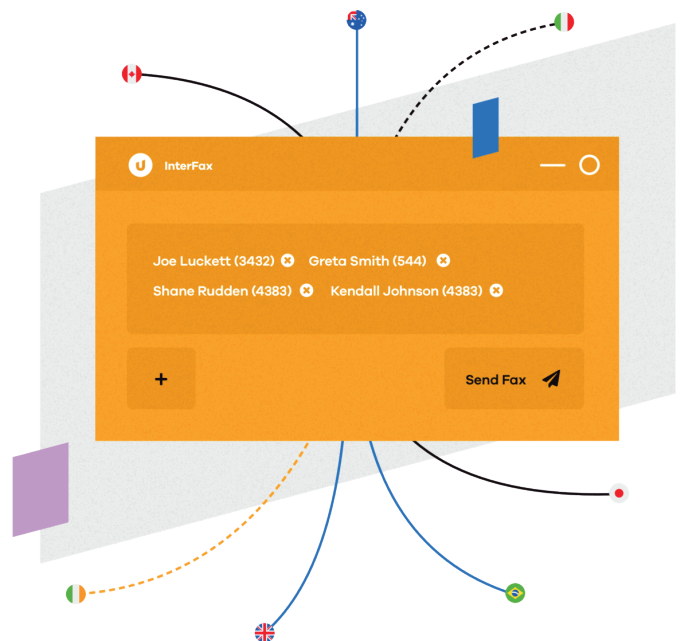 InterFax
Joe Luckett (3432) Greta Smith (544)
Shane Rudden (4383) Kendall Johnson (4383)
+
Send Fax